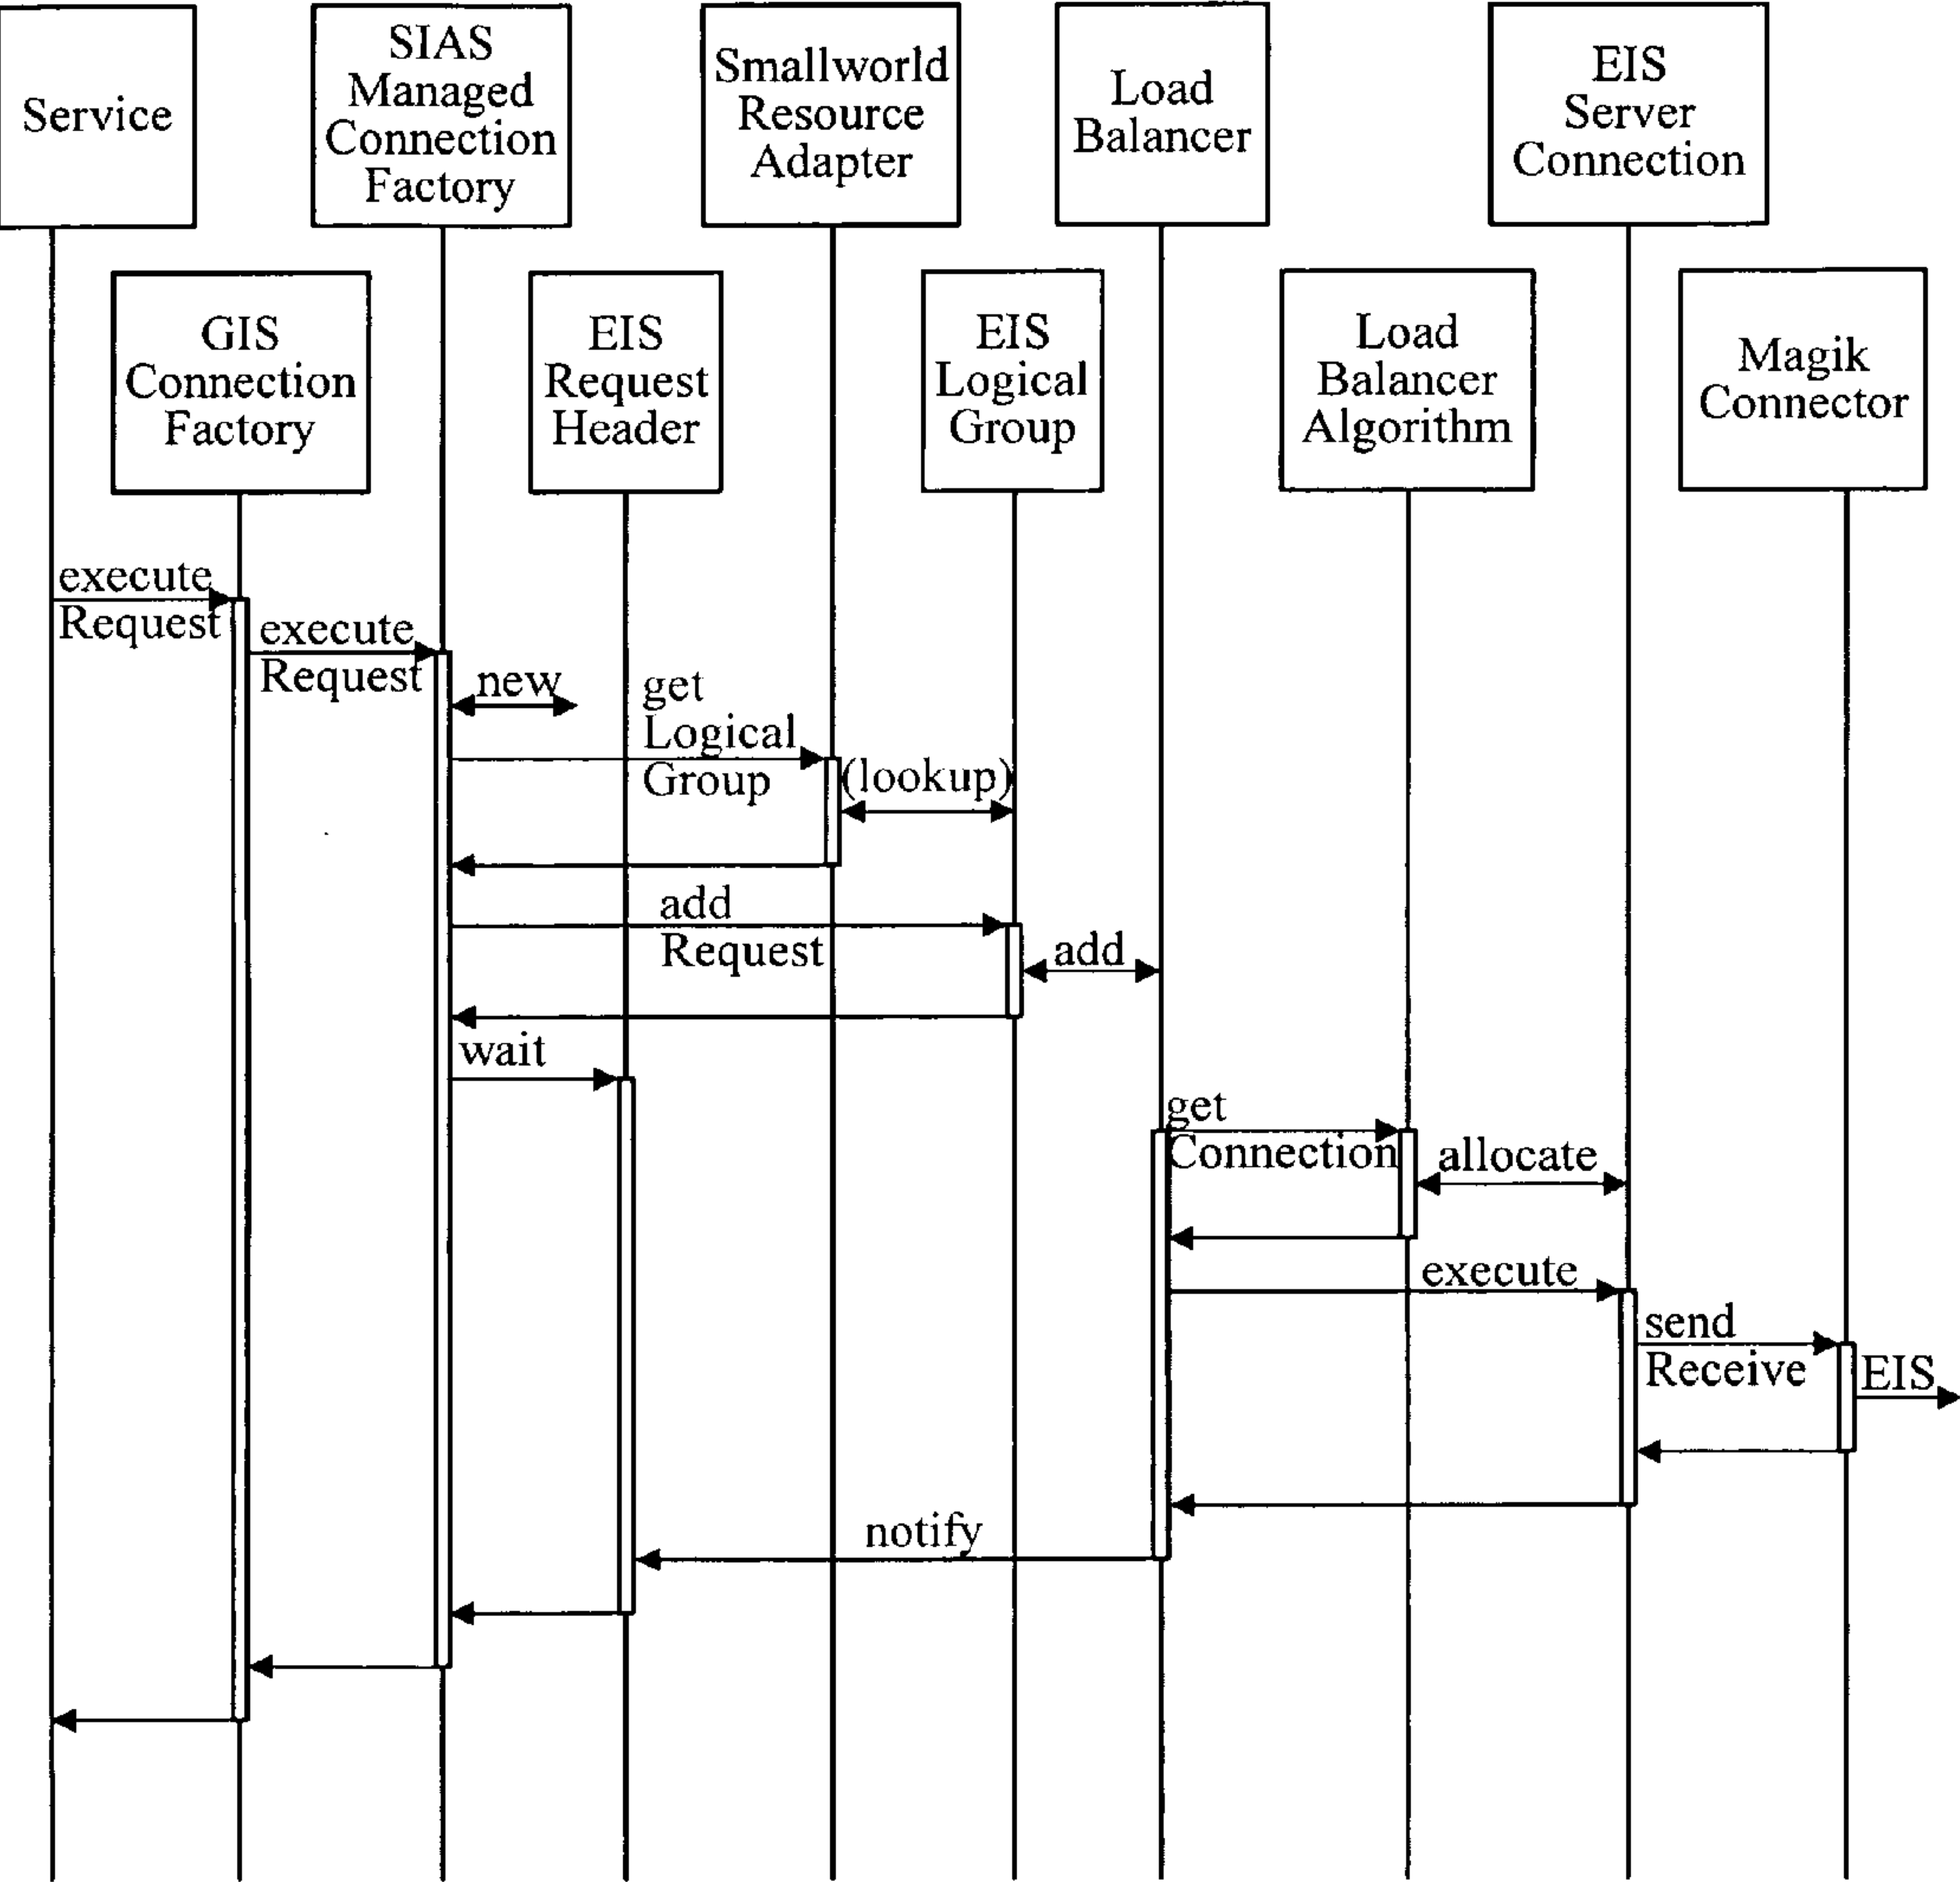 Service
SIAS
Managed
Connection
Factory
Smallworld
Resource
Adapter
Load
Balancer
EIS
Server
Connection
GIS
Connection
Factory
EIS
Request
Header
EIS
Logical
Group
Load
Balancer
Algorithm
Magik
Connector
execute
Request
execute
Request
new
get
Logical
Group
(lookup)
add
Request
add
wait
get
Connection
allocate
execute
send
Receive
EIS
notify